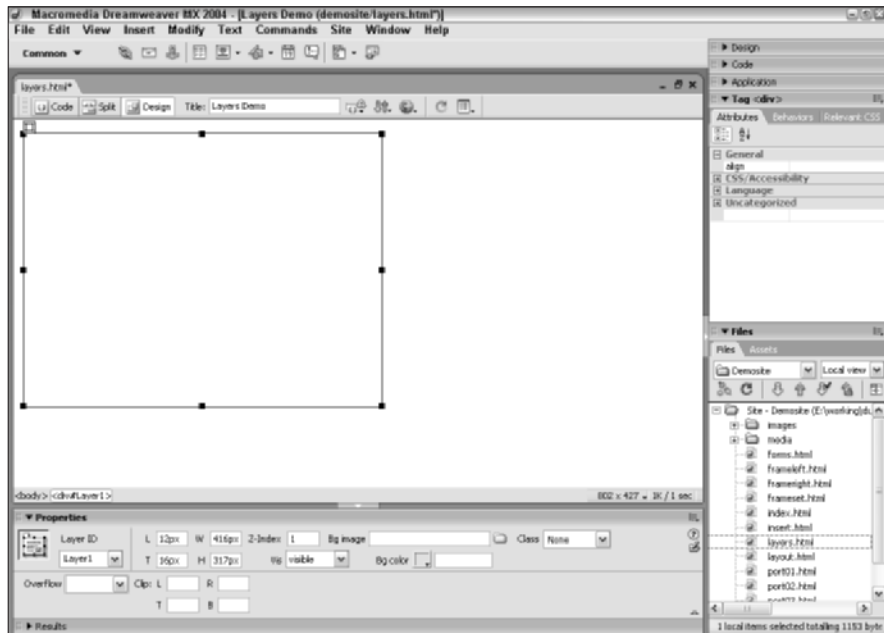 Macromedia Dreamweaver MX 2004 - [Layers Demo (demosite/layers.html*)]
File Edit View Insert Modify Text Commands Site Window Help
Common
layers.html*
Code Split Design Title: Layers Demo
<body> <div#Layer1>
802 x 427 1K / 1 sec
Properties
Layer ID L 12px W 416px Z-Index 1 Bg image Class None
Layer1 T 16px H 317px Vis visible Bg color
Overflow Clip: L R
T B
Results
Design
Code
Application
Tag <div>
Attributes Behaviors Relevant CSS
General
align
CSS/Accessibility
Language
Uncategorized
Files
Files Assets
Demosite Local view
Site - Demosite (E:\working\du
images
media
forms.html
frameleft.html
frameright.html
frameset.html
index.html
insert.html
layers.html
layout.html
port01.html
port02.html
port03.html
1 local items selected totalling 1153 byte